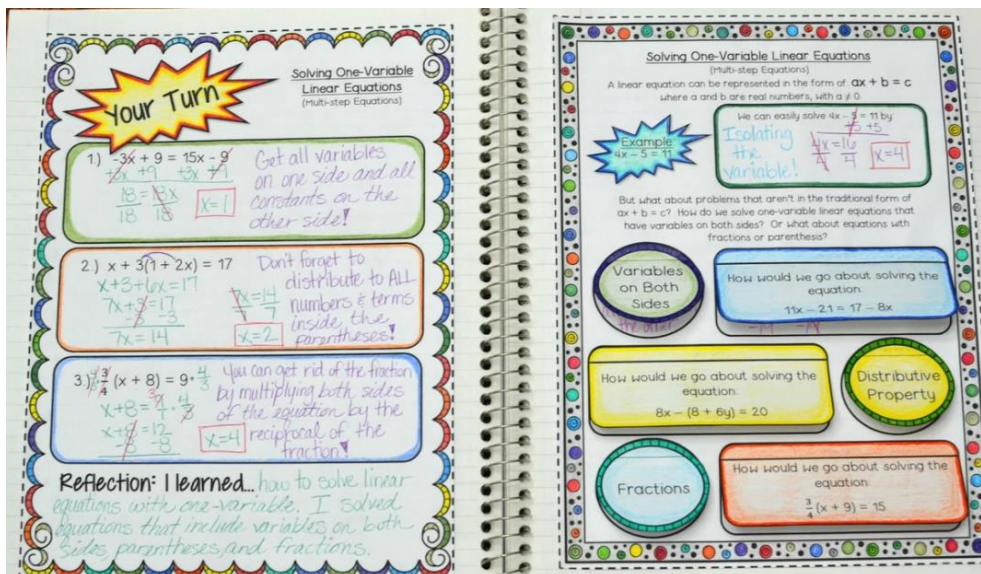 Your Turn
Solving One-Variable
Linear Equations
(Multi-step Equations)
1.) -3x + 9 = 15x - 9
+3x +9 +3x +9
18 = 18x
18 18
x=1
Get all variables
on one side and all
constants on the
other side!
2.) x + 3(1 + 2x) = 17
x+3+6x=17
7x+3=17
-3 -3
7x = 14
7x=14
7 7
x=2
Don't forget to
distribute to ALL
numbers & terms
inside the
parentheses!
3.) 4/3 · 3/4 (x + 8) = 9 · 4/3
x+8 = 9/1 · 4/3
x+8=12
-8 -8
x=4
You can get rid of the fraction
by multiplying both sides
of the equation by the
reciprocal of the
fraction!
Reflection: I learned... how to solve linear
equations with one-variable. I solved
equations that include variables on both
sides, parentheses, and fractions.
Solving One-Variable Linear Equations
(Multi-step Equations)
A linear equation can be represented in the form of ax + b = c
where a and b are real numbers, with a ≠ 0.
Example:
4x - 5 = 11
We can easily solve 4x - 5 = 11 by
+5 +5
Isolating
the
variable!
4x=16
4 4
x=4
But what about problems that aren't in the traditional form of
ax + b = c? How do we solve one-variable linear equations that
have variables on both sides? Or what about equations with
fractions or parenthesis?
Variables
on Both
Sides
the other
How would we go about solving the
equation:
11x - 21 = 17 - 8x
How would we go about solving the
equation:
8x - (8 + 6y) = 20
Distributive
Property
Fractions
How would we go about solving the
equation:
3/4 (x + 9) = 15